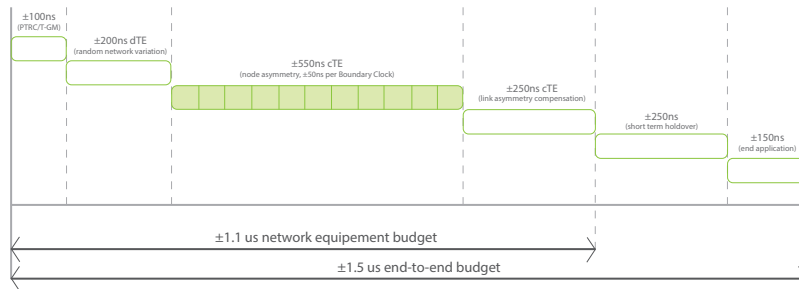 ±100ns
(PTRC/T-GM)
±200ns dTE
(random network variation)
±550ns cTE
(node asymmetry, ±50ns per Boundary Clock)
±250ns cTE
(link asymmetry compensation)
±250ns
(short term holdover)
±150ns
(end application)
±1.1 us network equipement budget
±1.5 us end-to-end budget